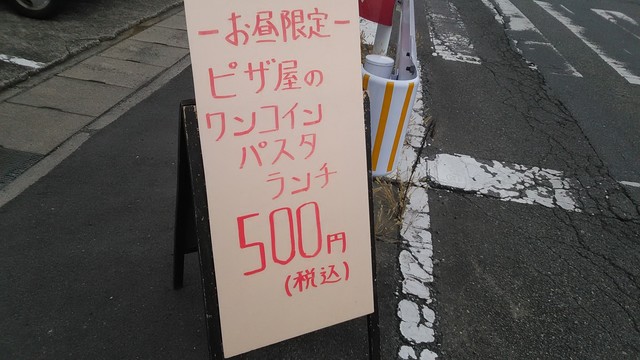 -お昼限定-
ピザ屋の
ワンコイン
パスタ
ランチ
500円
(税込)